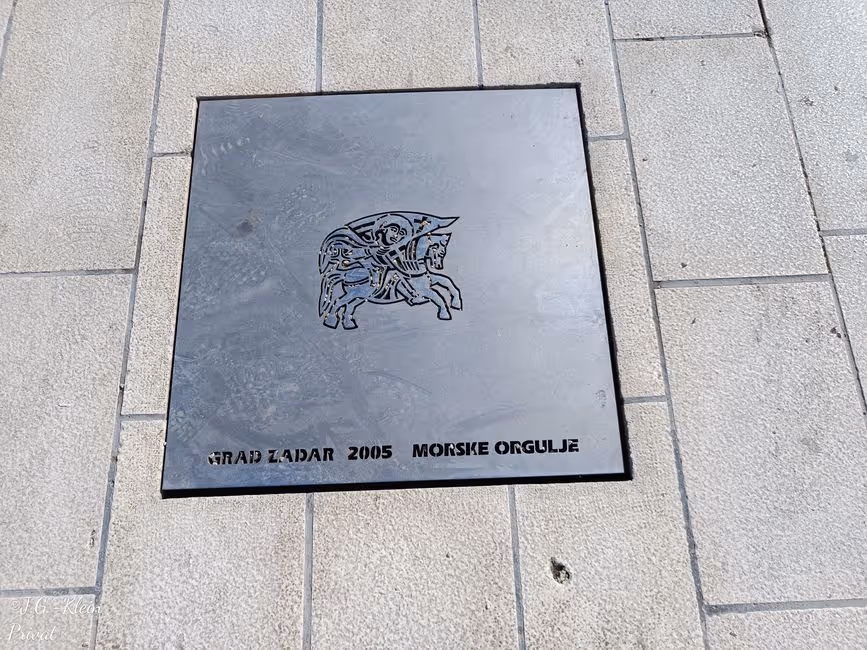 GRAD ZADAR 2005 MORSKE ORGULJE
©J.G. Klein
Privat